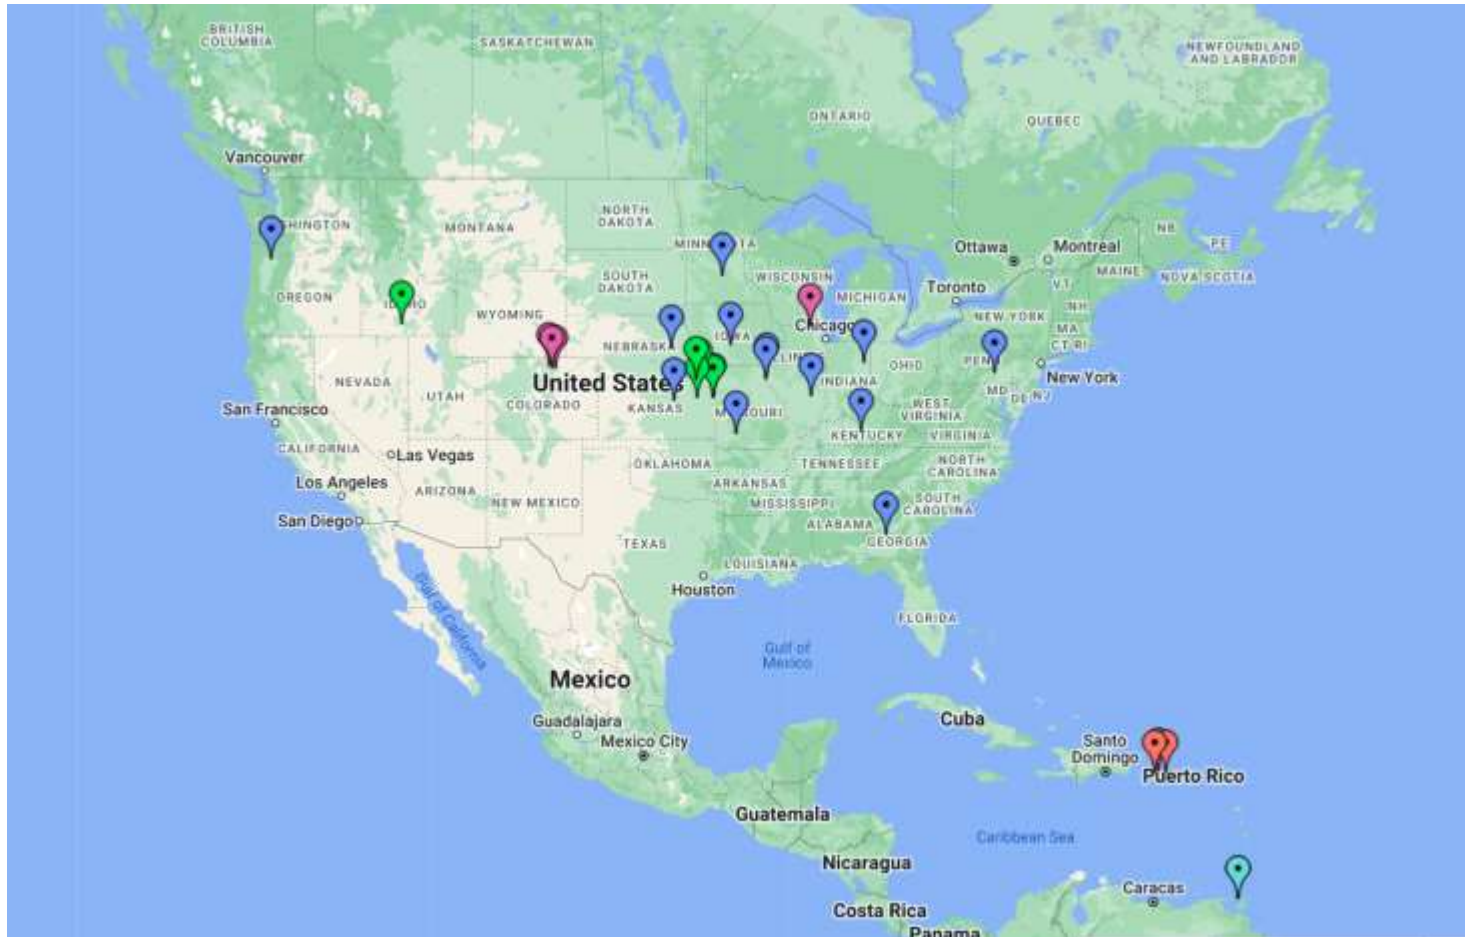 BRITISH
COLUMBIA
SASKATCHEWAN
NEWFOUNDLAND
AND LABRADOR
ONTARIO
QUEBEC
Vancouver
NORTH
DAKOTA
MONTANA
NB
Ottawa
Montreal
PE
MAINE
NOVA SCOTIA
WISCONSIN
SOUTH
DAKOTA
VT
Toronto
MICHIGAN
OREGON
NH
WYOMING
NEW YORK
Chicago
MA
CT RI
NEBRASK
OHIO
New York
United States
NEVADA
INDIANA
UTAH
MD
DE
NJ
COLORADO
KANSAS
WEST
VIRGINIA
San Francisco
KENTUCKY
VIRGINIA
CALIFORNIA
Las Vegas
OKLAHOMA
TENNESSEE
NORTH
CAROLINA
Los Angeles
ARIZONA
ARKANSAS
NEW MEXICO
MISSISSIPPI
SOUTH
CAROLINA
San Diego
ALABAMA
GEORGIA
TEXAS
LOUISIANA
Houston
Gulf of California
FLORIDA
Gulf of
Mexico
Mexico
Guadalajara
Cuba
Mexico City
Santo
Domingo
Puerto Rico
Guatemala
Caribbean Sea
Nicaragua
Caracas
Costa Rica
Panama